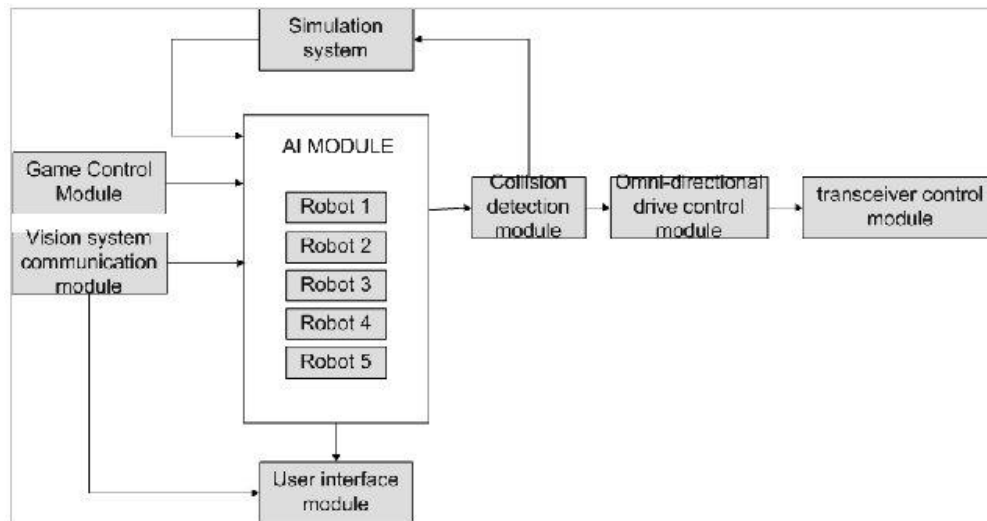 Simulation
system
AI MODULE
Game Control
Module
Robot 1
Robot 2
Robot 3
Robot 4
Robot 5
Vision system
communication
module
Collision
detection
module
Omni-directional
drive control
module
transceiver control
module
User interface
module